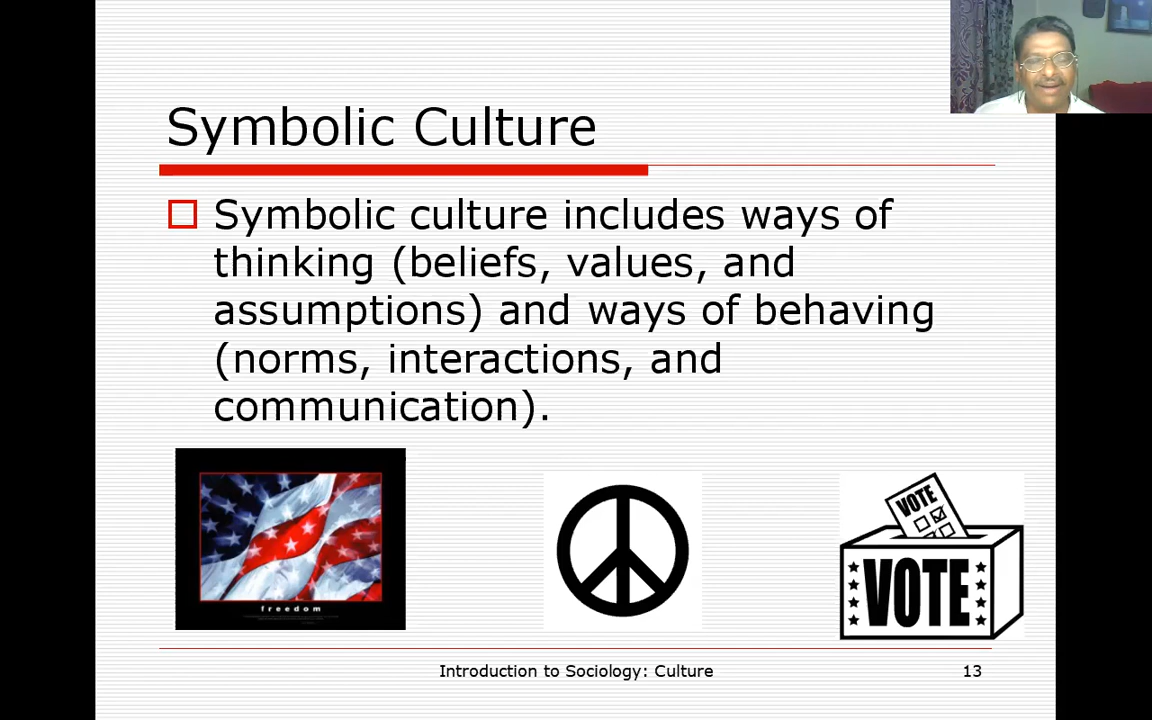 Symbolic Culture
Symbolic culture includes ways of
thinking (beliefs, values, and
assumptions) and ways of behaving
(norms, interactions, and
communication).
freedom
VOTE
VOTE
Introduction to Sociology: Culture
13